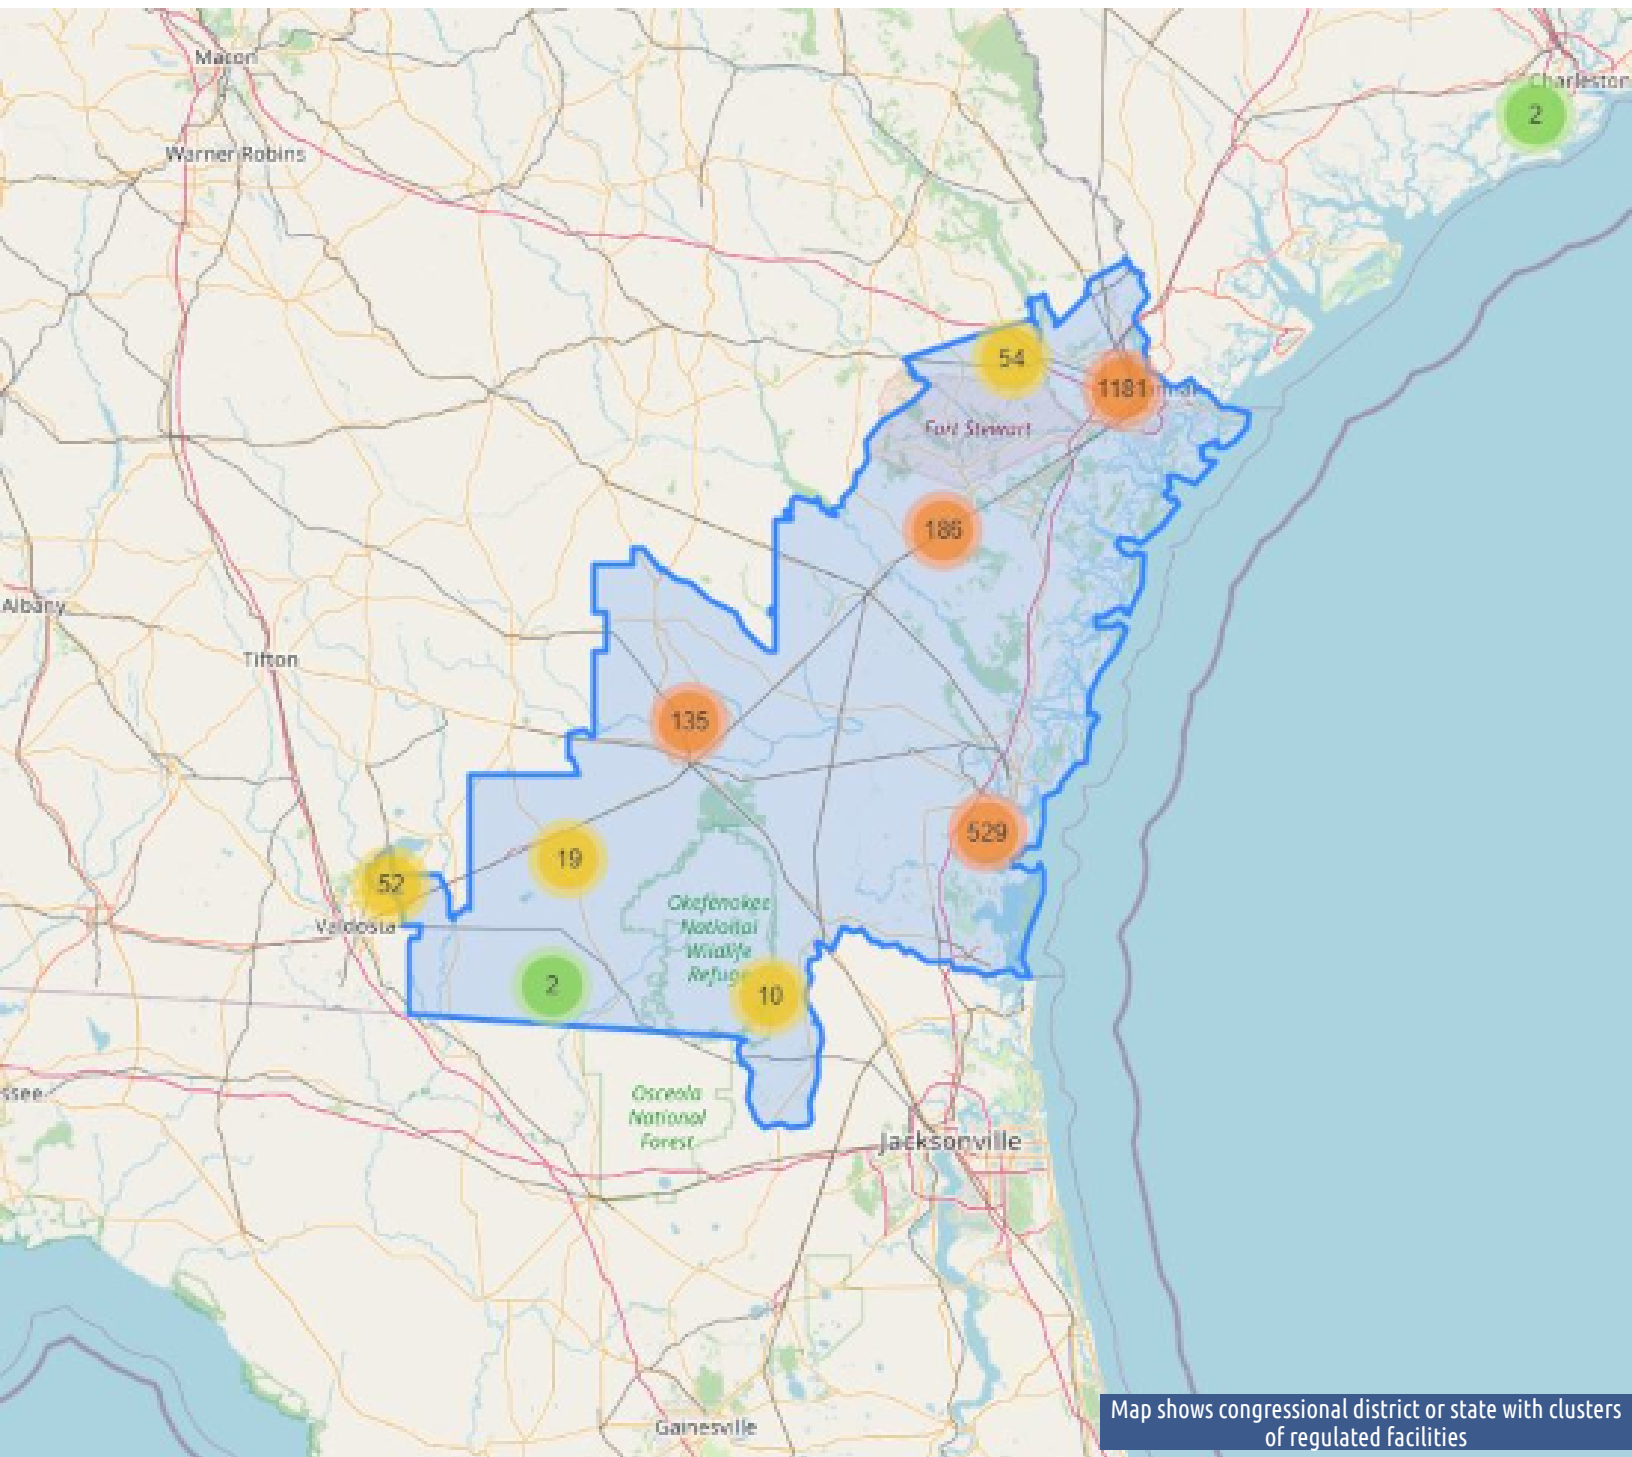 Macon
Charleston
2
Warner Robins
54
1181
Fort Stewart
186
Albany
Tifton
135
529
19
52
Okefenokee
National
Wildlife
Refuge
Valdosta
2
10
ssee
Osceola
National
Forest
Jacksonville
Gainesville
Map shows congressional district or state with clusters
of regulated facilities